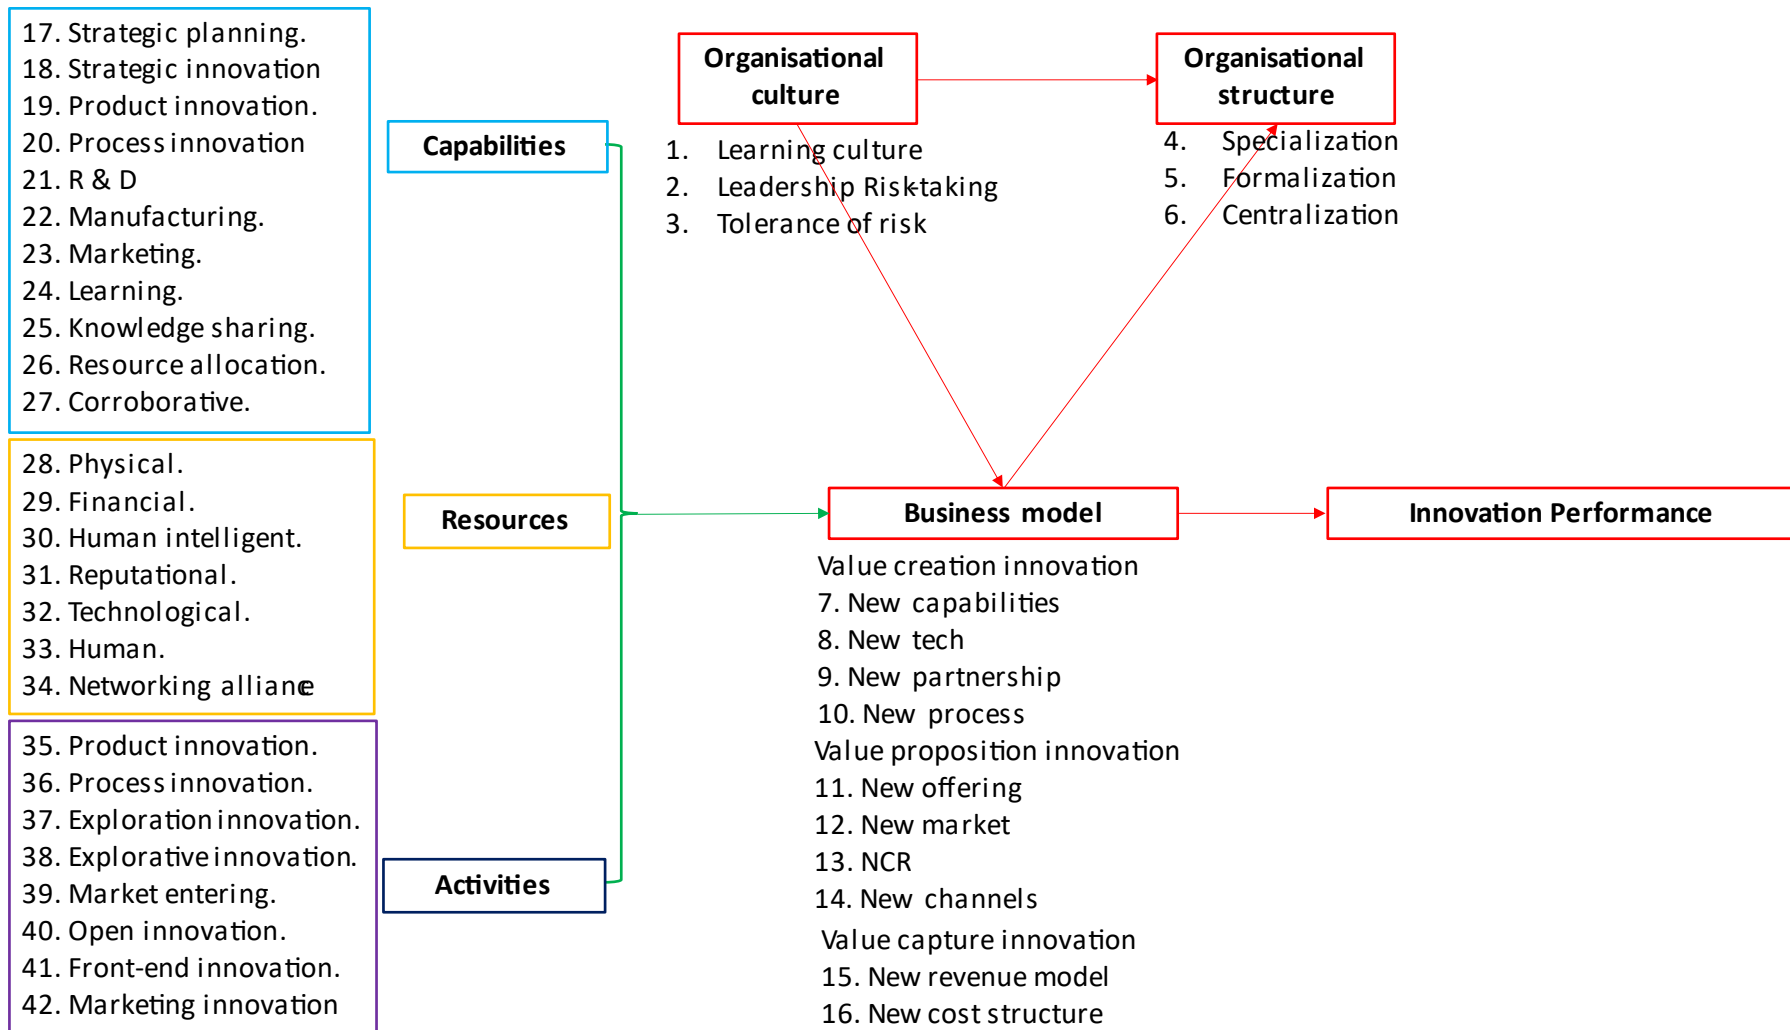 17. Strategic planning.
18. Strategic innovation
19. Product innovation.
20. Process innovation
21. R & D
22. Manufacturing.
23. Marketing.
24. Learning.
25. Knowledge sharing.
26. Resource allocation.
27. Corroborative.
28. Physical.
29. Financial.
30. Human intelligent.
31. Reputational.
32. Technological.
33. Human.
34. Networking alliance
35. Product innovation.
36. Process innovation.
37. Exploration innovation.
38. Explorative innovation.
39. Market entering.
40. Open innovation.
41. Front-end innovation.
42. Marketing innovation
Capabilities
Resources
Activities
Organisational
culture
1. Learning culture
2. Leadership Risk-taking
3. Tolerance of risk
Organisational
structure
4. Specialization
5. Formalization
6. Centralization
Business model
Value creation innovation
7. New capabilities
8. New tech
9. New partnership
10. New process
Value proposition innovation
11. New offering
12. New market
13. NCR
14. New channels
Value capture innovation
15. New revenue model
16. New cost structure
Innovation Performance